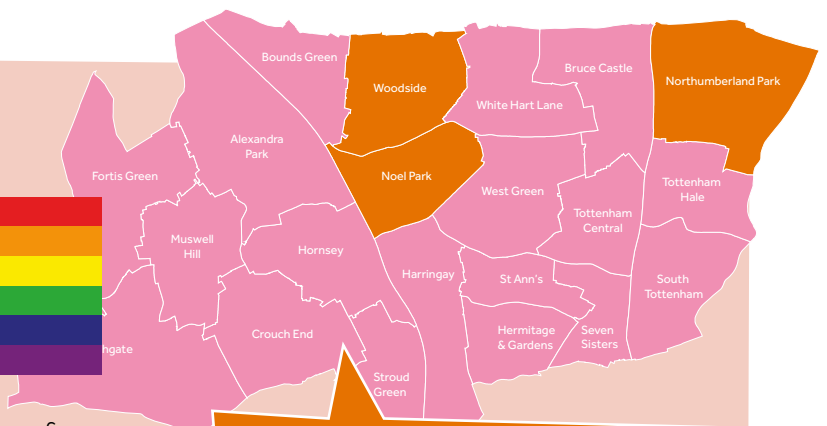 Bounds Green
Woodside
Bruce Castle
Northumberland Park
White Hart Lane
Alexandra
Park
Fortis Green
Noel Park
West Green
Tottenham
Hale
Tottenham
Central
Muswell
Hill
Hornsey
Harringay
St Ann's
South
Tottenham
Crouch End
Hermitage
& Gardens
Seven
Sisters
hgate
Stroud
Green